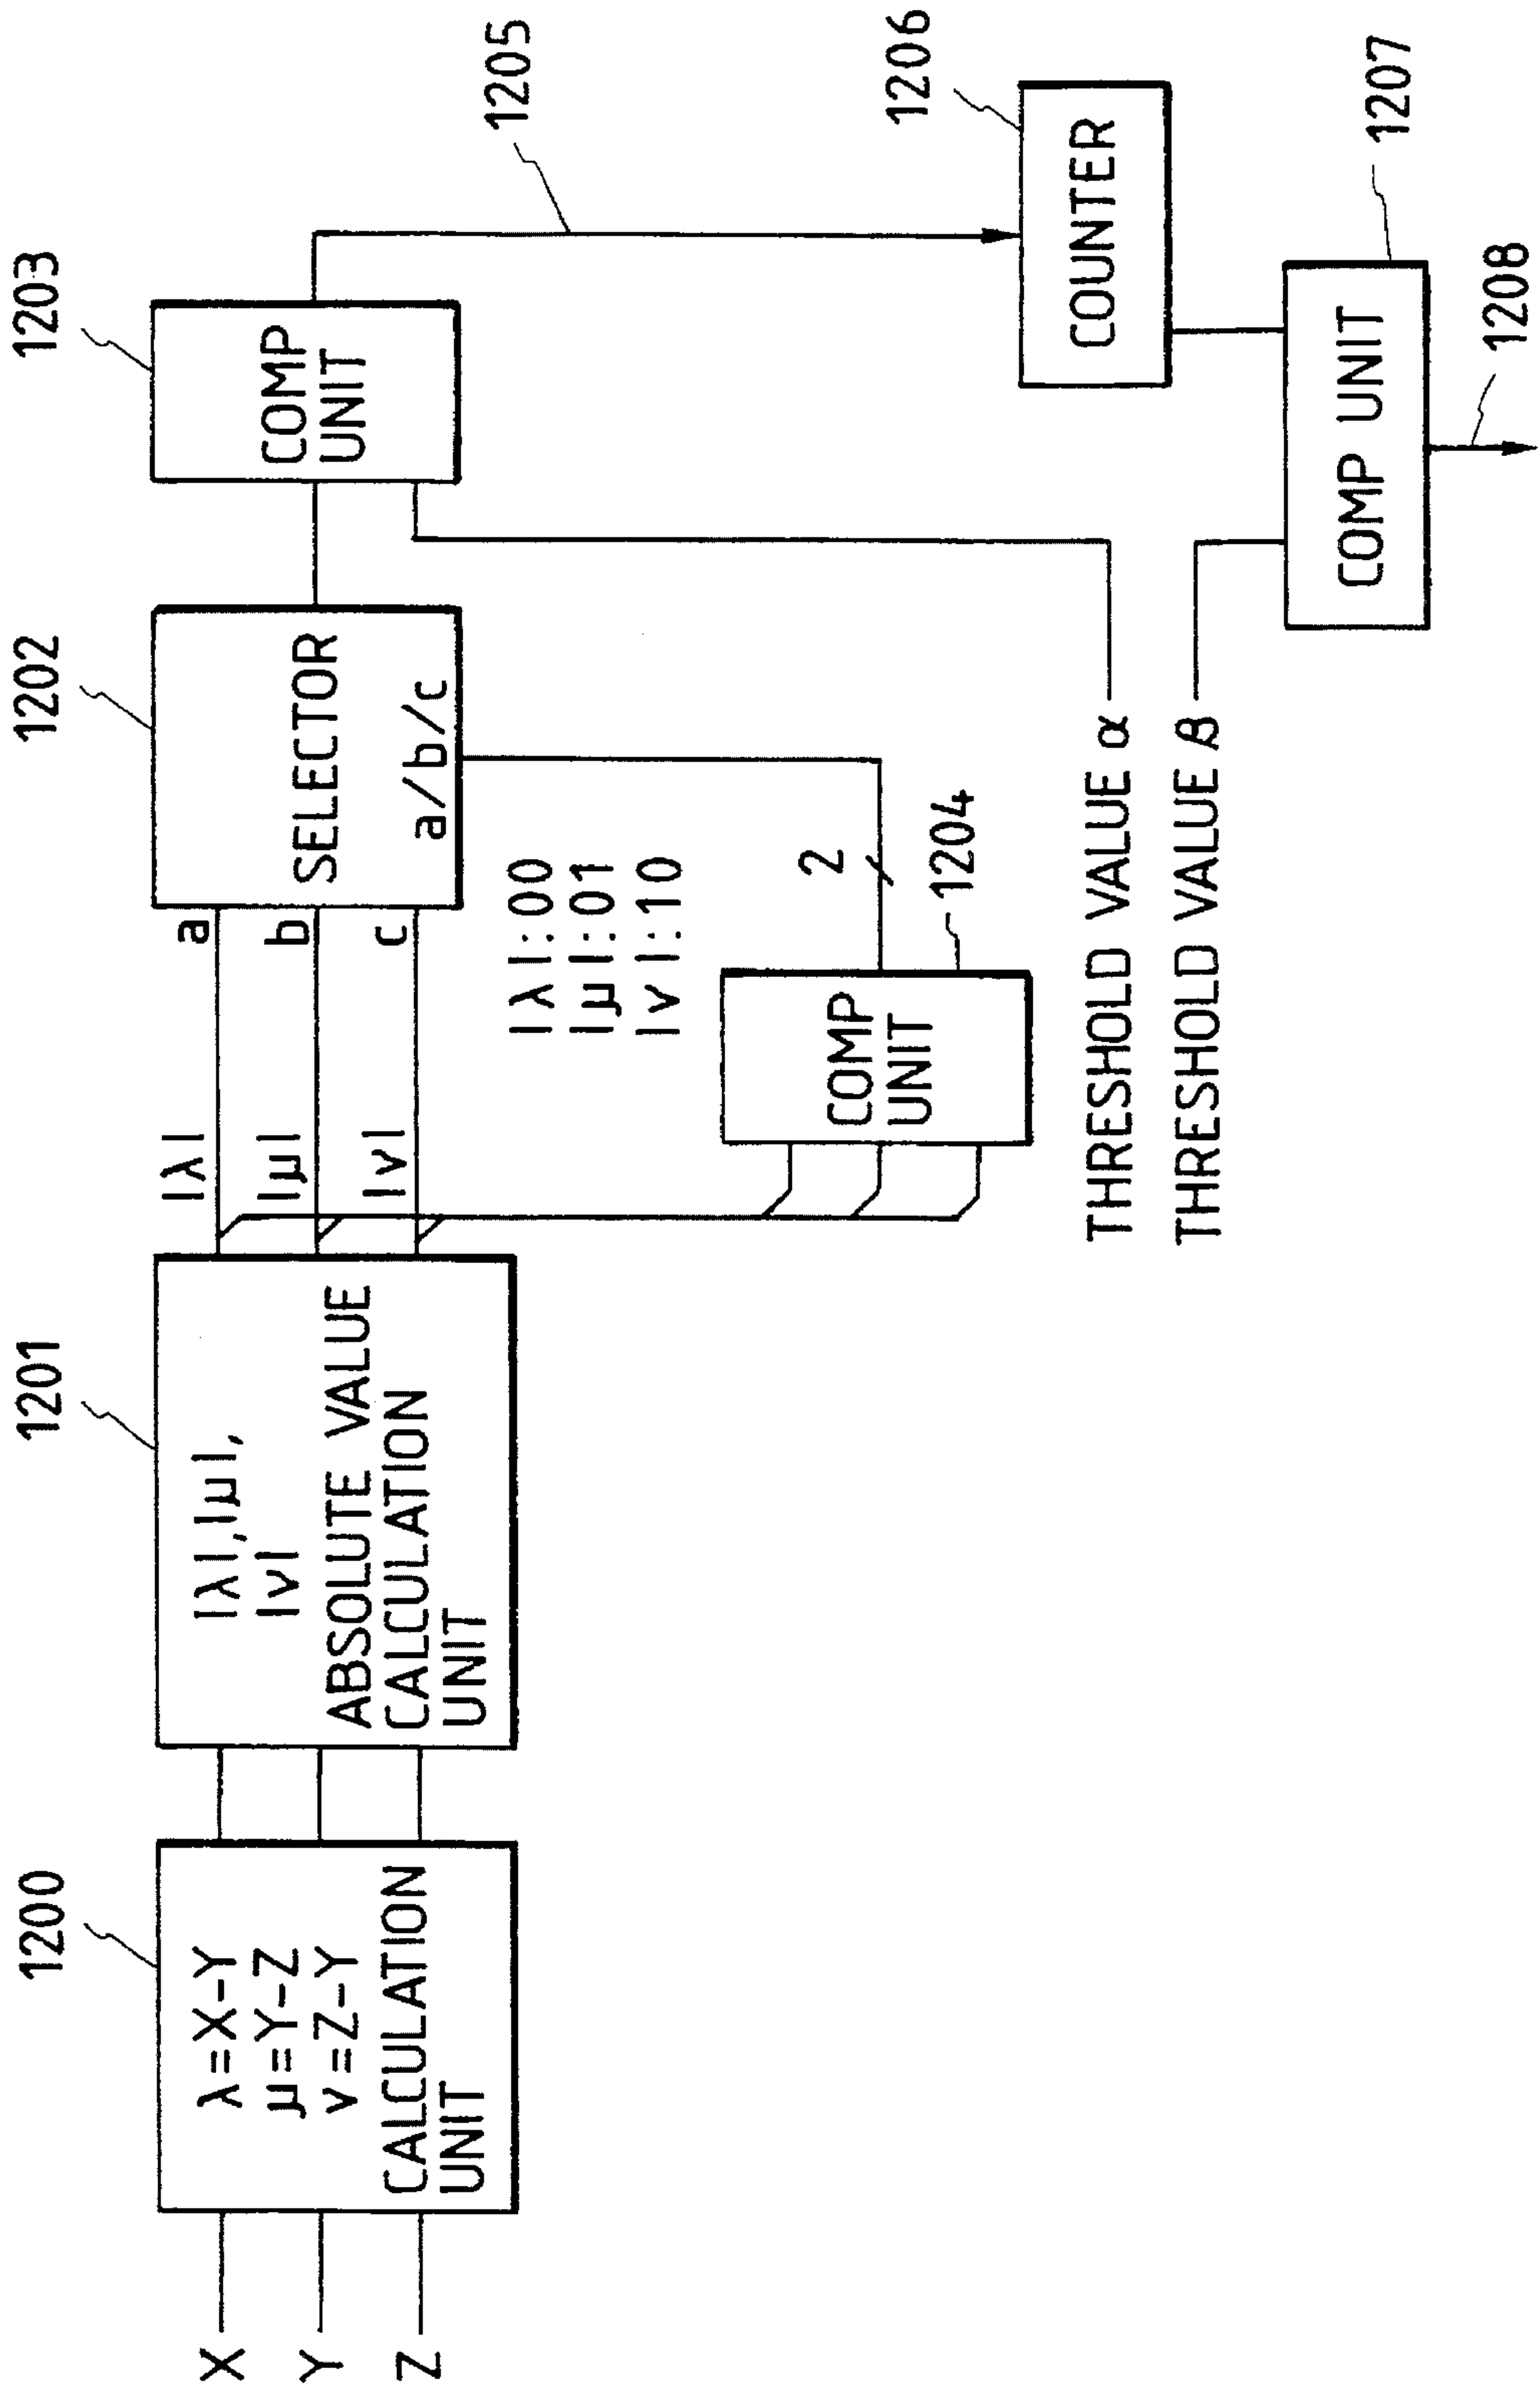 1200
1201
1202
1203
X
Y
Z
λ=X-Y
μ=Y-Z
ν=Z-Y
CALCULATION
UNIT
|λ|,|μ|,
|ν|
ABSOLUTE VALUE
CALCULATION
UNIT
|λ|
|μ|
|ν|
a
b
c
SELECTOR
a/b/c
COMP
UNIT
1205
|λ|:00
|μ|:01
|ν|:10
2
COMP
UNIT
1204
1206
COUNTER
THRESHOLD VALUE α
THRESHOLD VALUE β
COMP UNIT
1207
1208